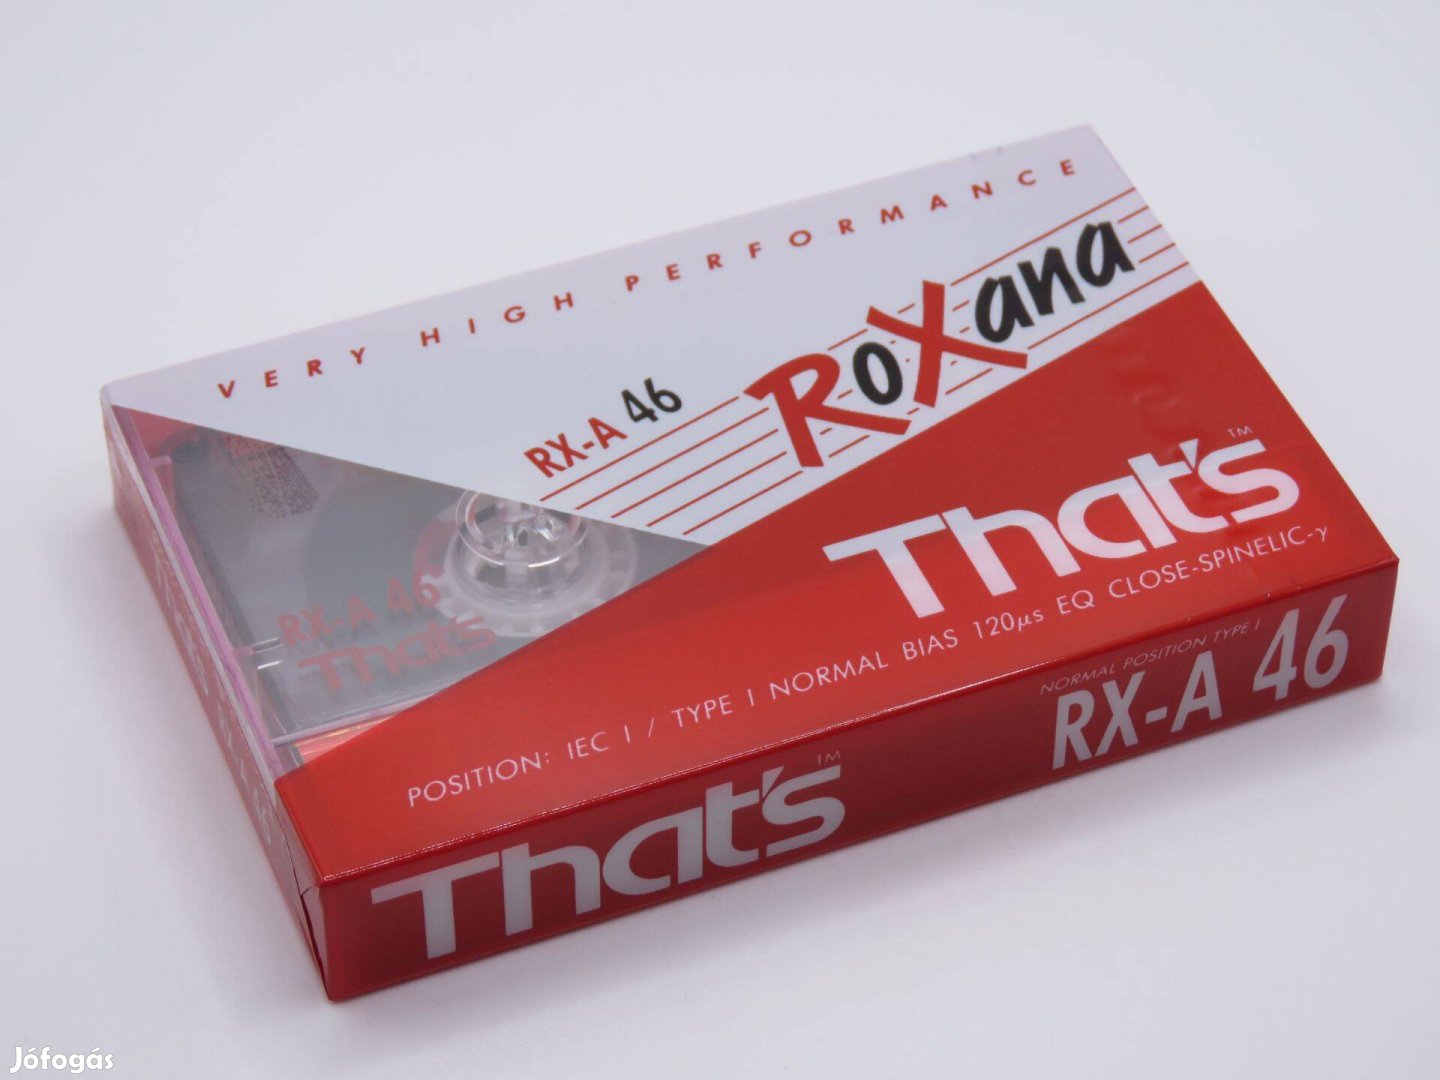 VERY HIGH PERFORMANCE
RoXana
RX-A 46
That's™
RX-A 46
That's
POSITION: IEC I / TYPE I NORMAL BIAS 120µs EQ CLOSE-SPINELIC-γ
NORMAL POSITION TYPE I
That's™ RX-A 46
Jófogás